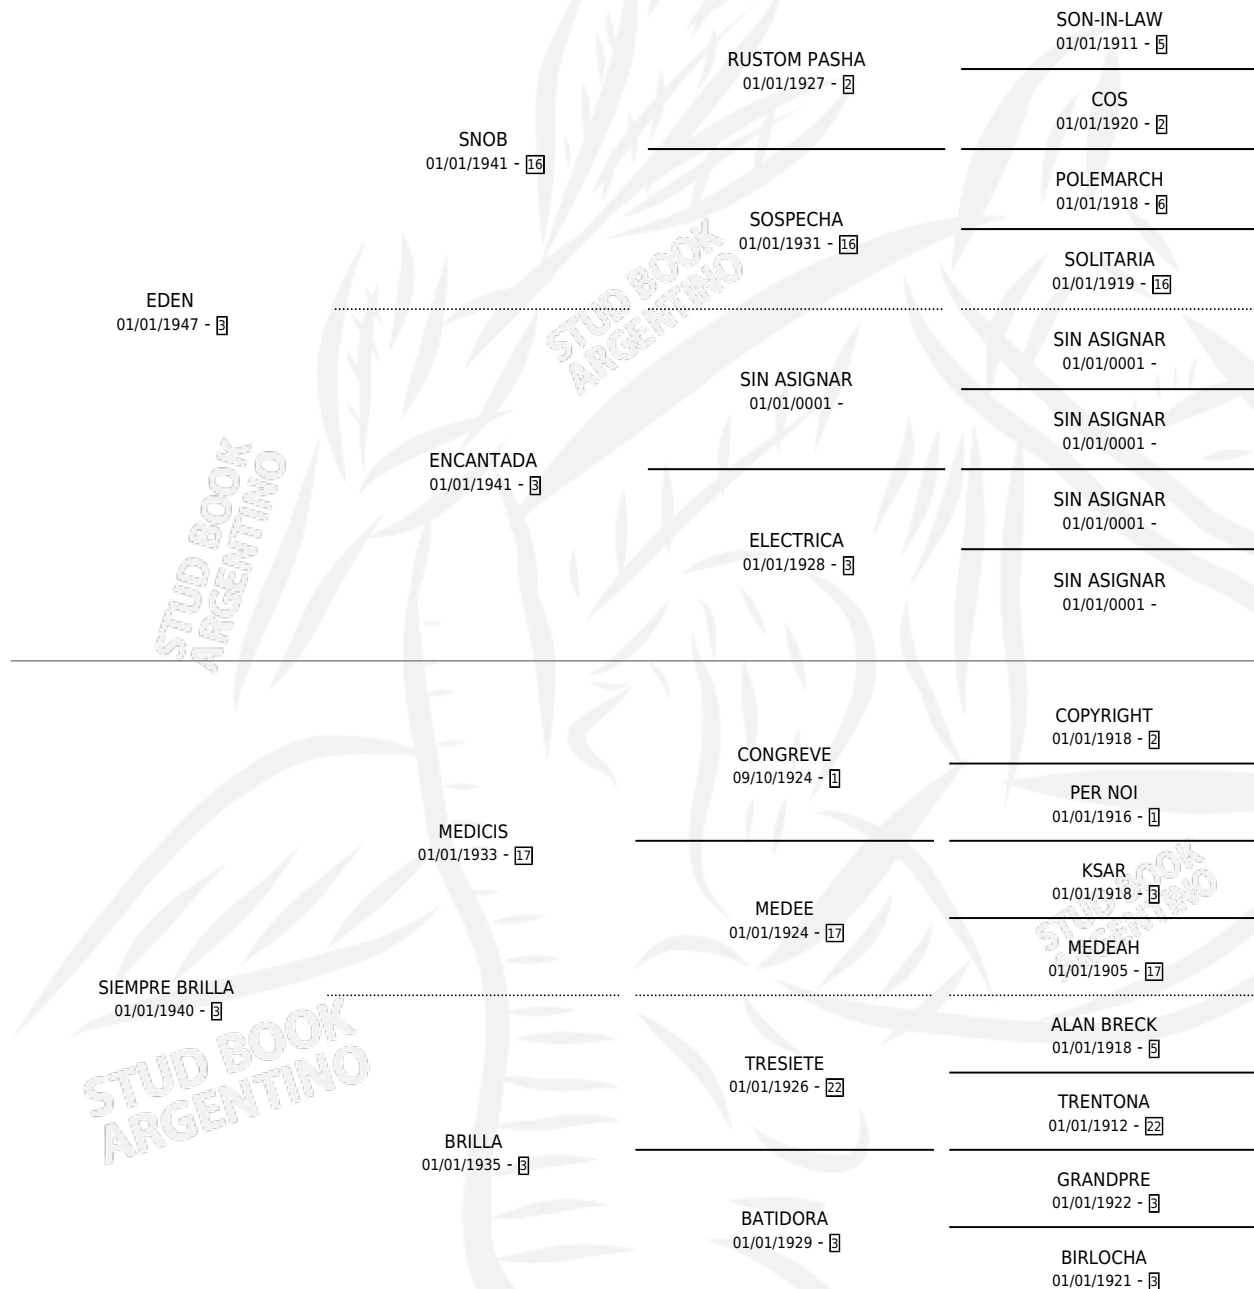 SON-IN-LAW
01/01/1911 - 5
RUSTOM PASHA
01/01/1927 - 2
COS
01/01/1920 - 2
SNOB
01/01/1941 - 16
POLEMARCH
01/01/1918 - 6
SOSPECHA
01/01/1931 - 16
SOLITARIA
01/01/1919 - 16
EDEN
01/01/1947 - 3
SIN ASIGNAR
01/01/0001 -
SIN ASIGNAR
01/01/0001 -
SIN ASIGNAR
01/01/0001 -
ENCANTADA
01/01/1941 - 3
SIN ASIGNAR
01/01/0001 -
ELECTRICA
01/01/1928 - 3
SIN ASIGNAR
01/01/0001 -
COPYRIGHT
01/01/1918 - 2
CONGREVE
09/10/1924 - 1
PER NOI
01/01/1916 - 1
MEDICIS
01/01/1933 - 17
KSAR
01/01/1918 - 3
MEDEE
01/01/1924 - 17
MEDEAH
01/01/1905 - 17
SIEMPRE BRILLA
01/01/1940 - 3
ALAN BRECK
01/01/1918 - 5
TRESIETE
01/01/1926 - 22
TRENTONA
01/01/1912 - 22
BRILLA
01/01/1935 - 3
GRANDPRE
01/01/1922 - 3
BATIDORA
01/01/1929 - 3
BIRLOCHA
01/01/1921 - 3
STUD BOOK
ARGENTINO
STUD BOOK
ARGENTINO
STUD BOOK
ARGENTINO
STUD BOOK
ARGENTINO